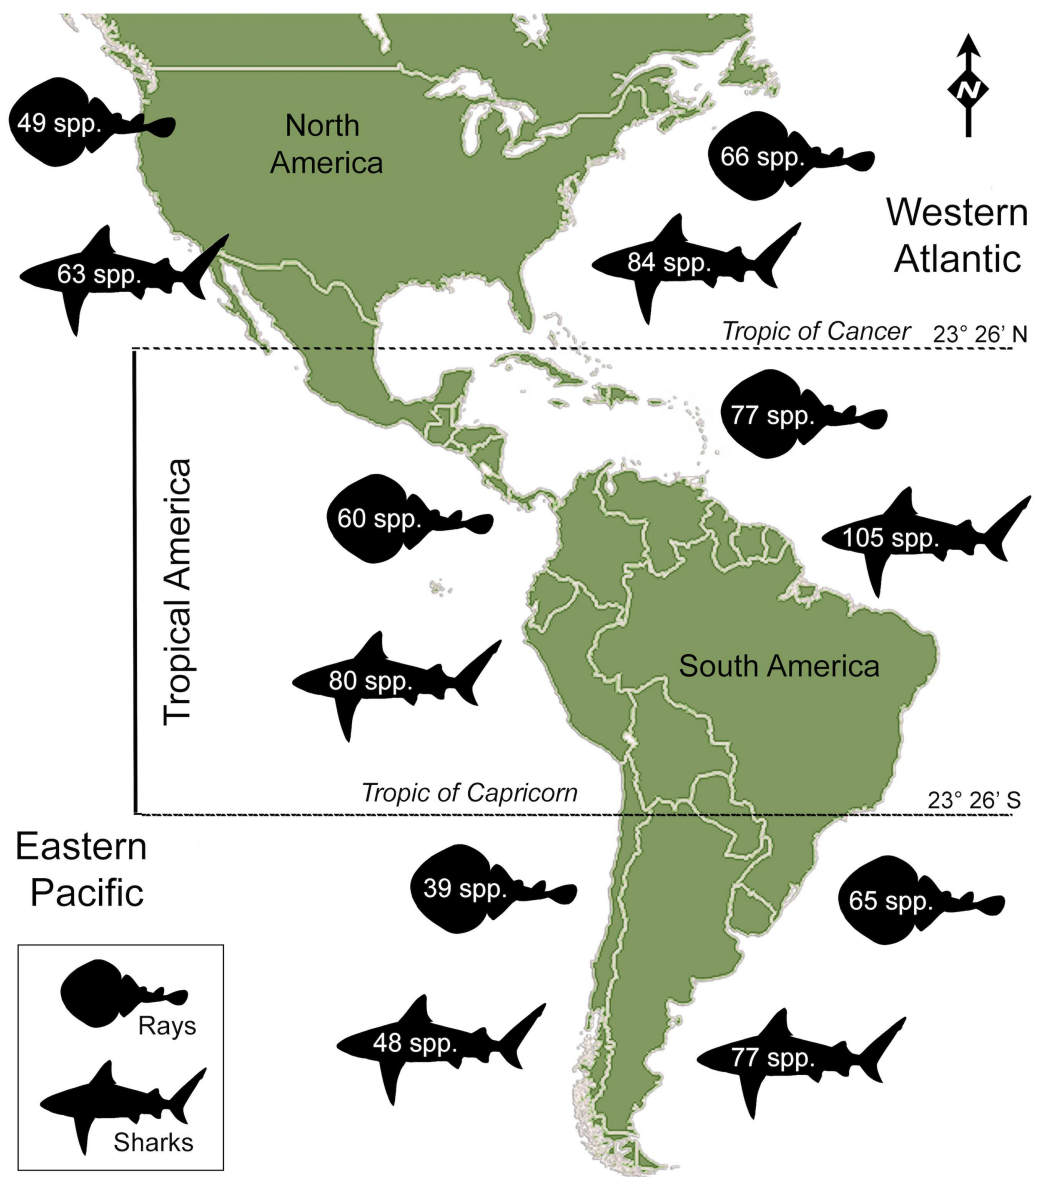 49 spp.
North
America
N
66 spp.
Western
Atlantic
63 spp.
84 spp.
Tropic of Cancer 23° 26’ N
77 spp.
Tropical America
60 spp.
105 spp.
80 spp.
South America
Tropic of Capricorn
23° 26’ S
Eastern
Pacific
39 spp.
65 spp.
48 spp.
77 spp.
Rays
Sharks